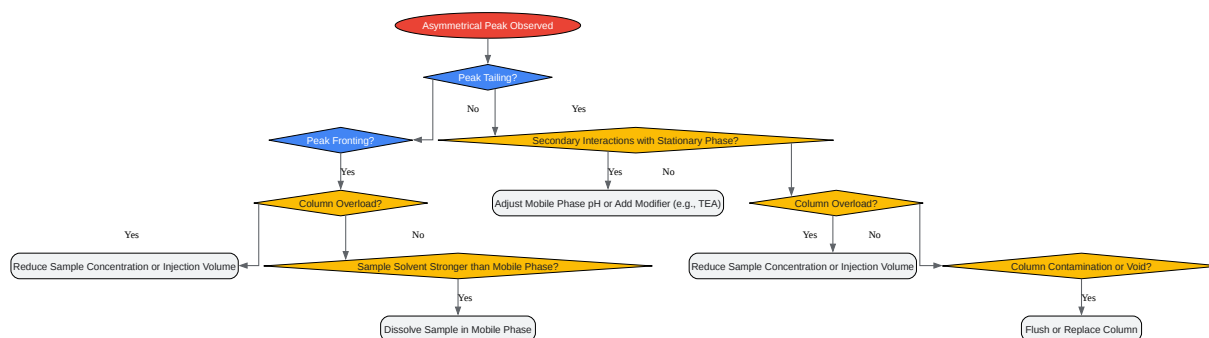 Asymmetrical Peak Observed
Peak Tailing?
No
Yes
Peak Fronting?
Secondary Interactions with Stationary Phase?
Yes
Yes
No
Column Overload?
Adjust Mobile Phase pH or Add Modifier (e.g., TEA)
Column Overload?
Yes
No
Yes
No
Reduce Sample Concentration or Injection Volume
Sample Solvent Stronger than Mobile Phase?
Reduce Sample Concentration or Injection Volume
Column Contamination or Void?
Yes
Yes
Dissolve Sample in Mobile Phase
Flush or Replace Column